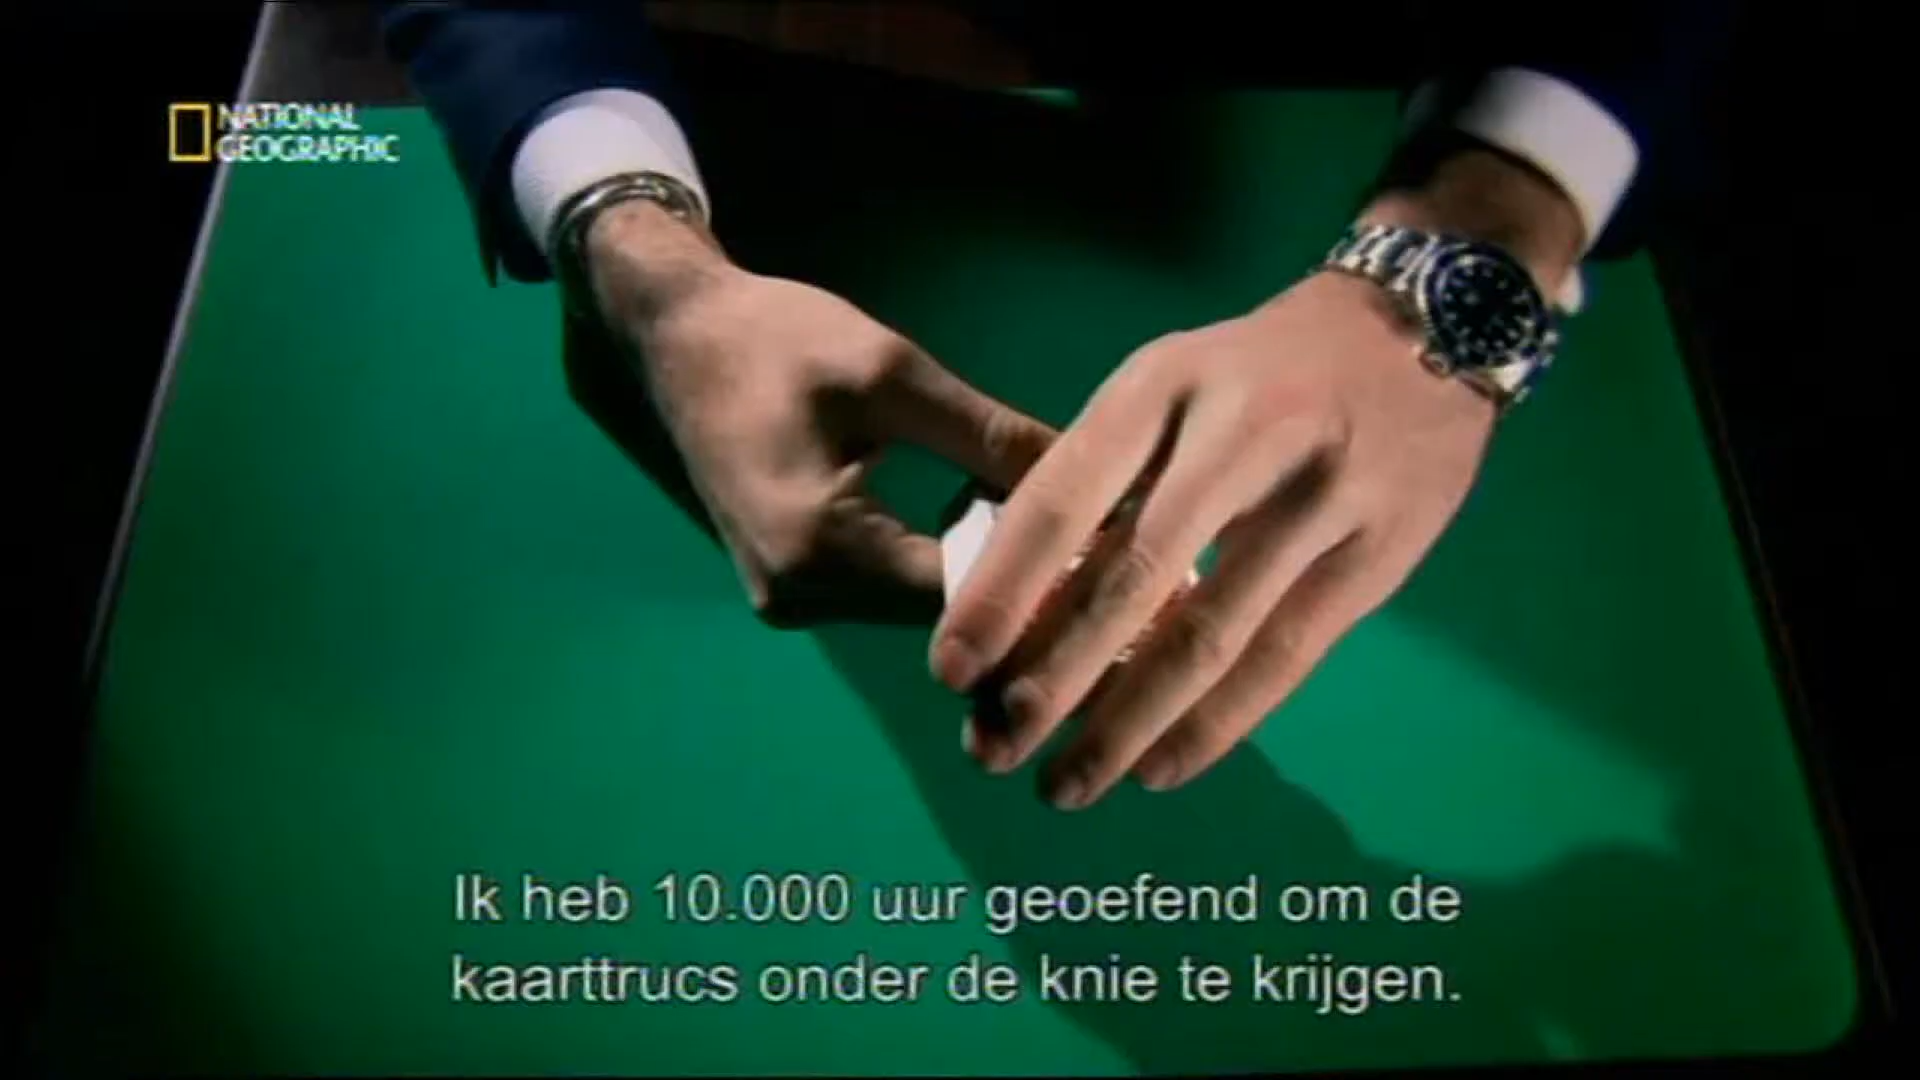 NATIONAL
GEOGRAPHIC
Ik heb 10.000 uur geoefend om de
kaarttrucs onder de knie te krijgen.